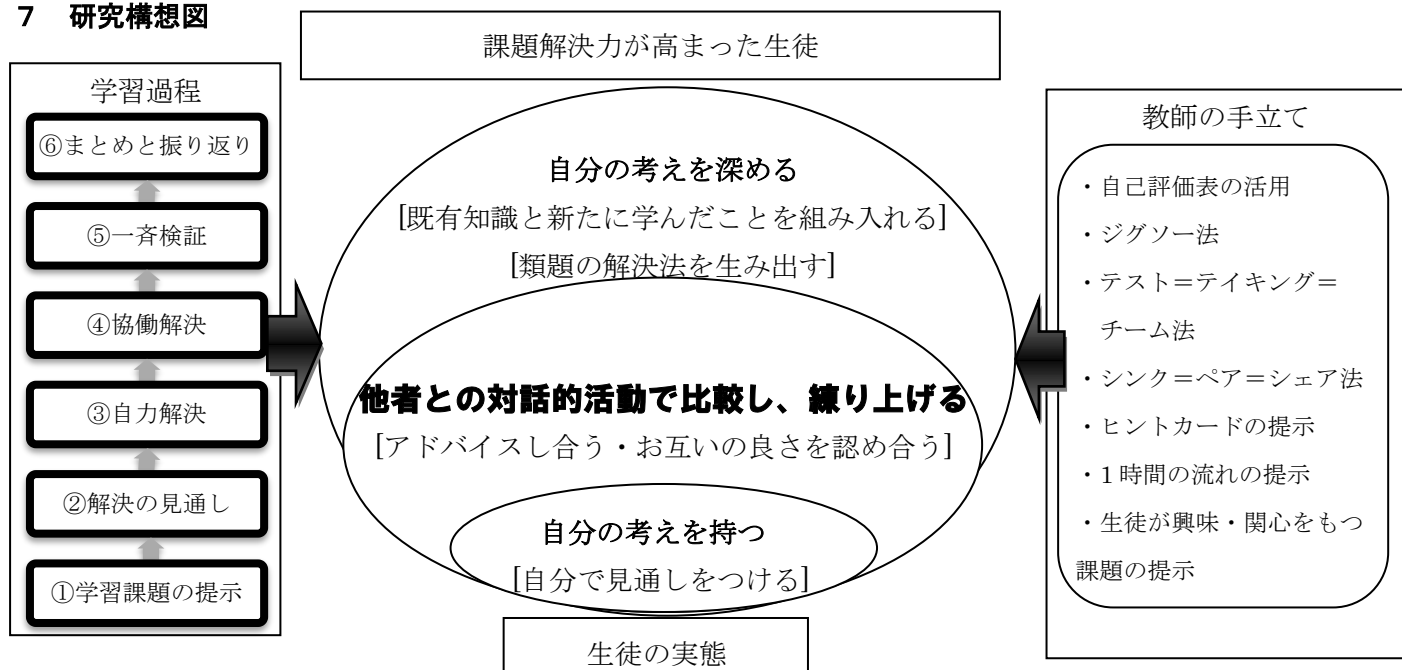 ７　研究構想図
課題解決力が高まった生徒
学習過程
⑥まとめと振り返り
⑤一斉検証
④協働解決
③自力解決
②解決の見通し
①学習課題の提示
自分の考えを深める
[既有知識と新たに学んだことを組み入れる]
[類題の解決法を生み出す]
他者との対話的活動で比較し、練り上げる
[アドバイスし合う・お互いの良さを認め合う]
自分の考えを持つ
[自分で見通しをつける]
生徒の実態
教師の手立て
・自己評価表の活用
・ジグソー法
・テスト＝テイキング＝
チーム法
・シンク＝ペア＝シェア法
・ヒントカードの提示
・１時間の流れの提示
・生徒が興味・関心をもつ
課題の提示